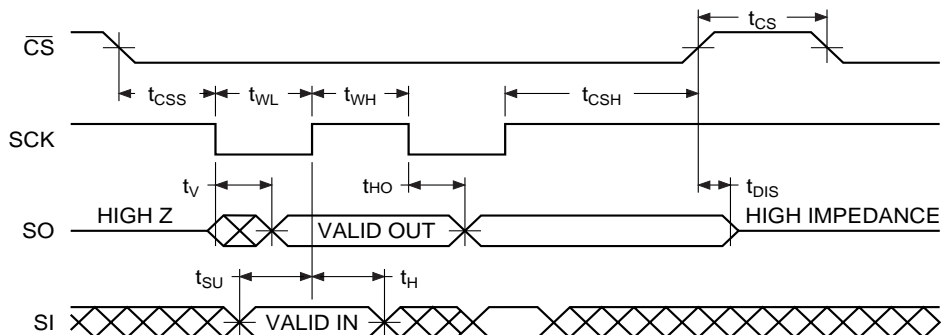 t_CS
C̅S̅
t_CSS t_WL t_WH t_CSH
SCK
t_V t_HO t_DIS
HIGH Z VALID OUT HIGH IMPEDANCE
SO
t_SU t_H
SI VALID IN